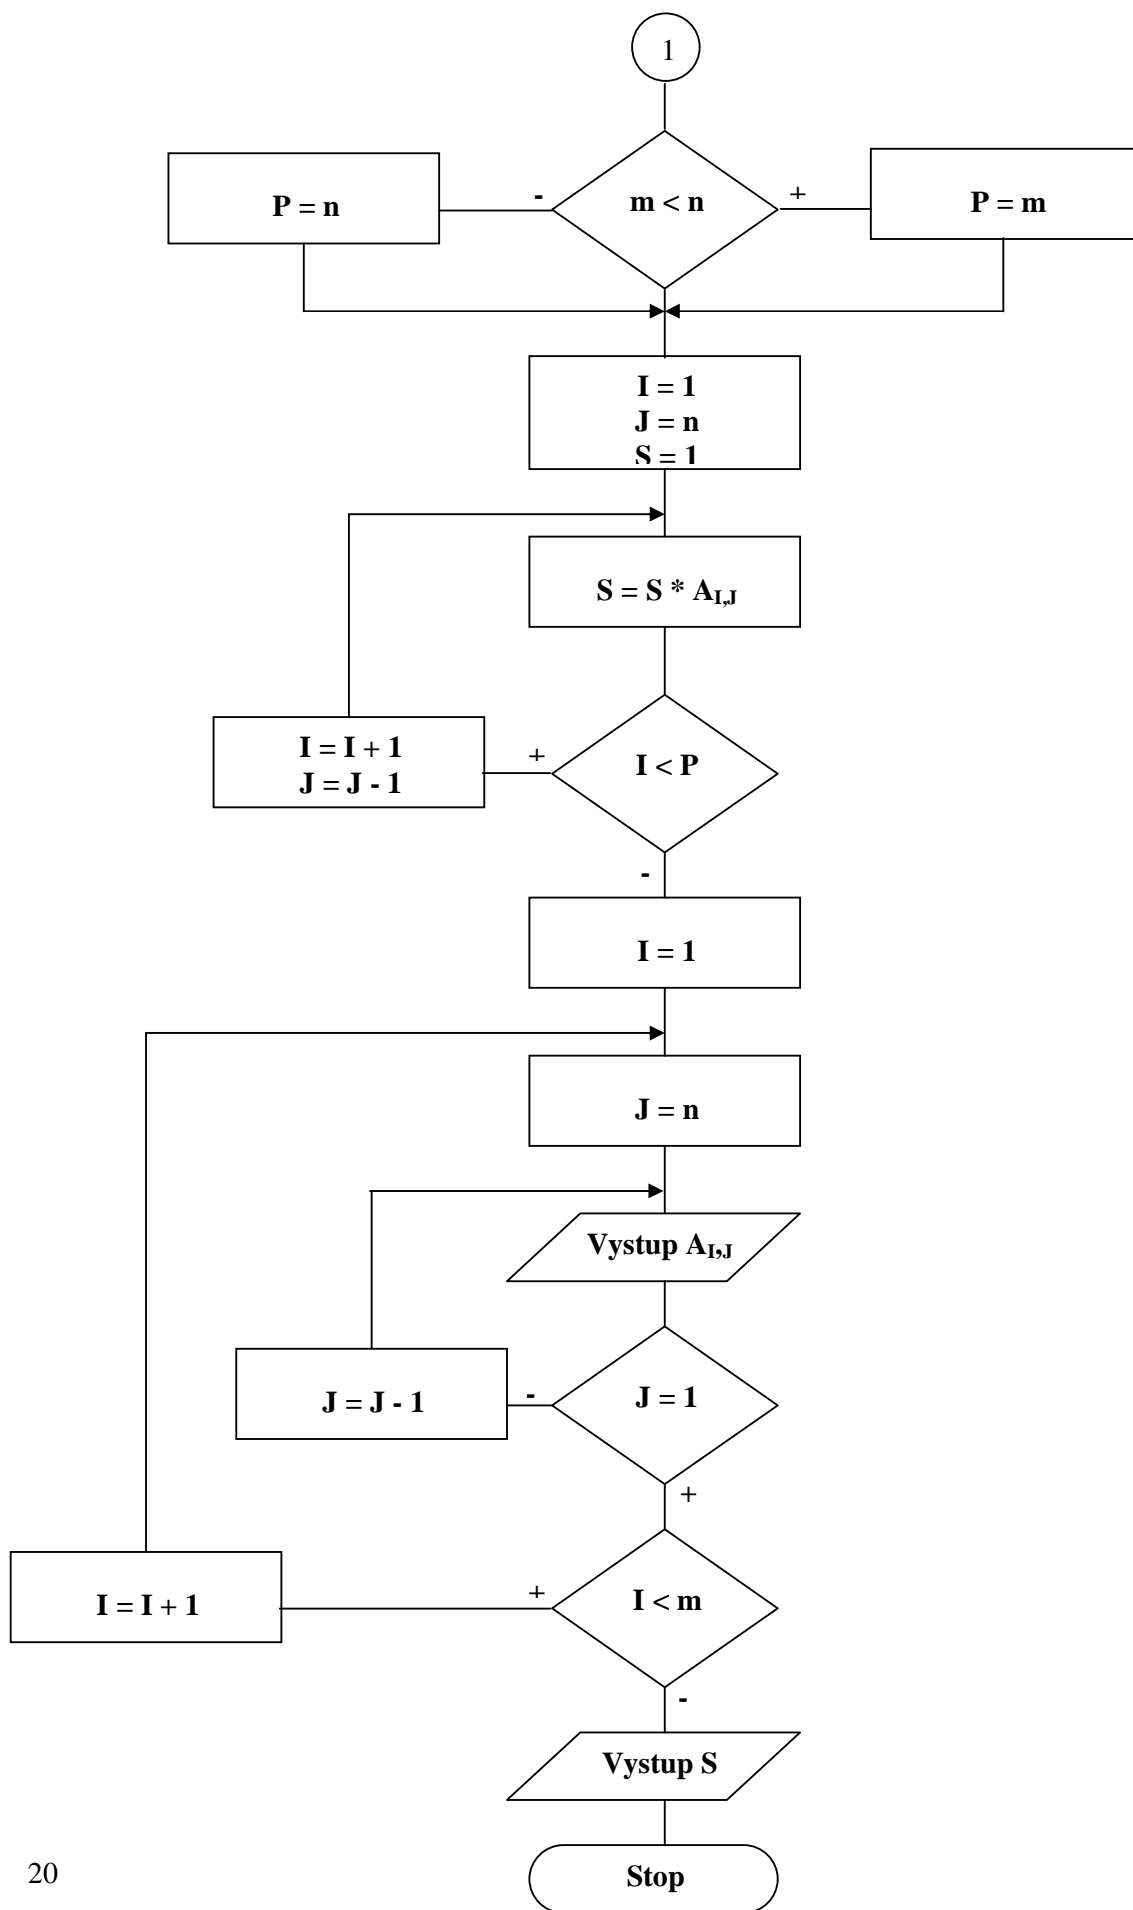 1
-
m < n
+
P = n
P = m
I = 1
J = n
S = 1
S = S * A_{I,J}
I = I + 1
J = J - 1
+
I < P
-
I = 1
J = n
Vystup A_{I,J}
J = J - 1
-
J = 1
+
I = I + 1
+
I < m
-
Vystup S
20
Stop